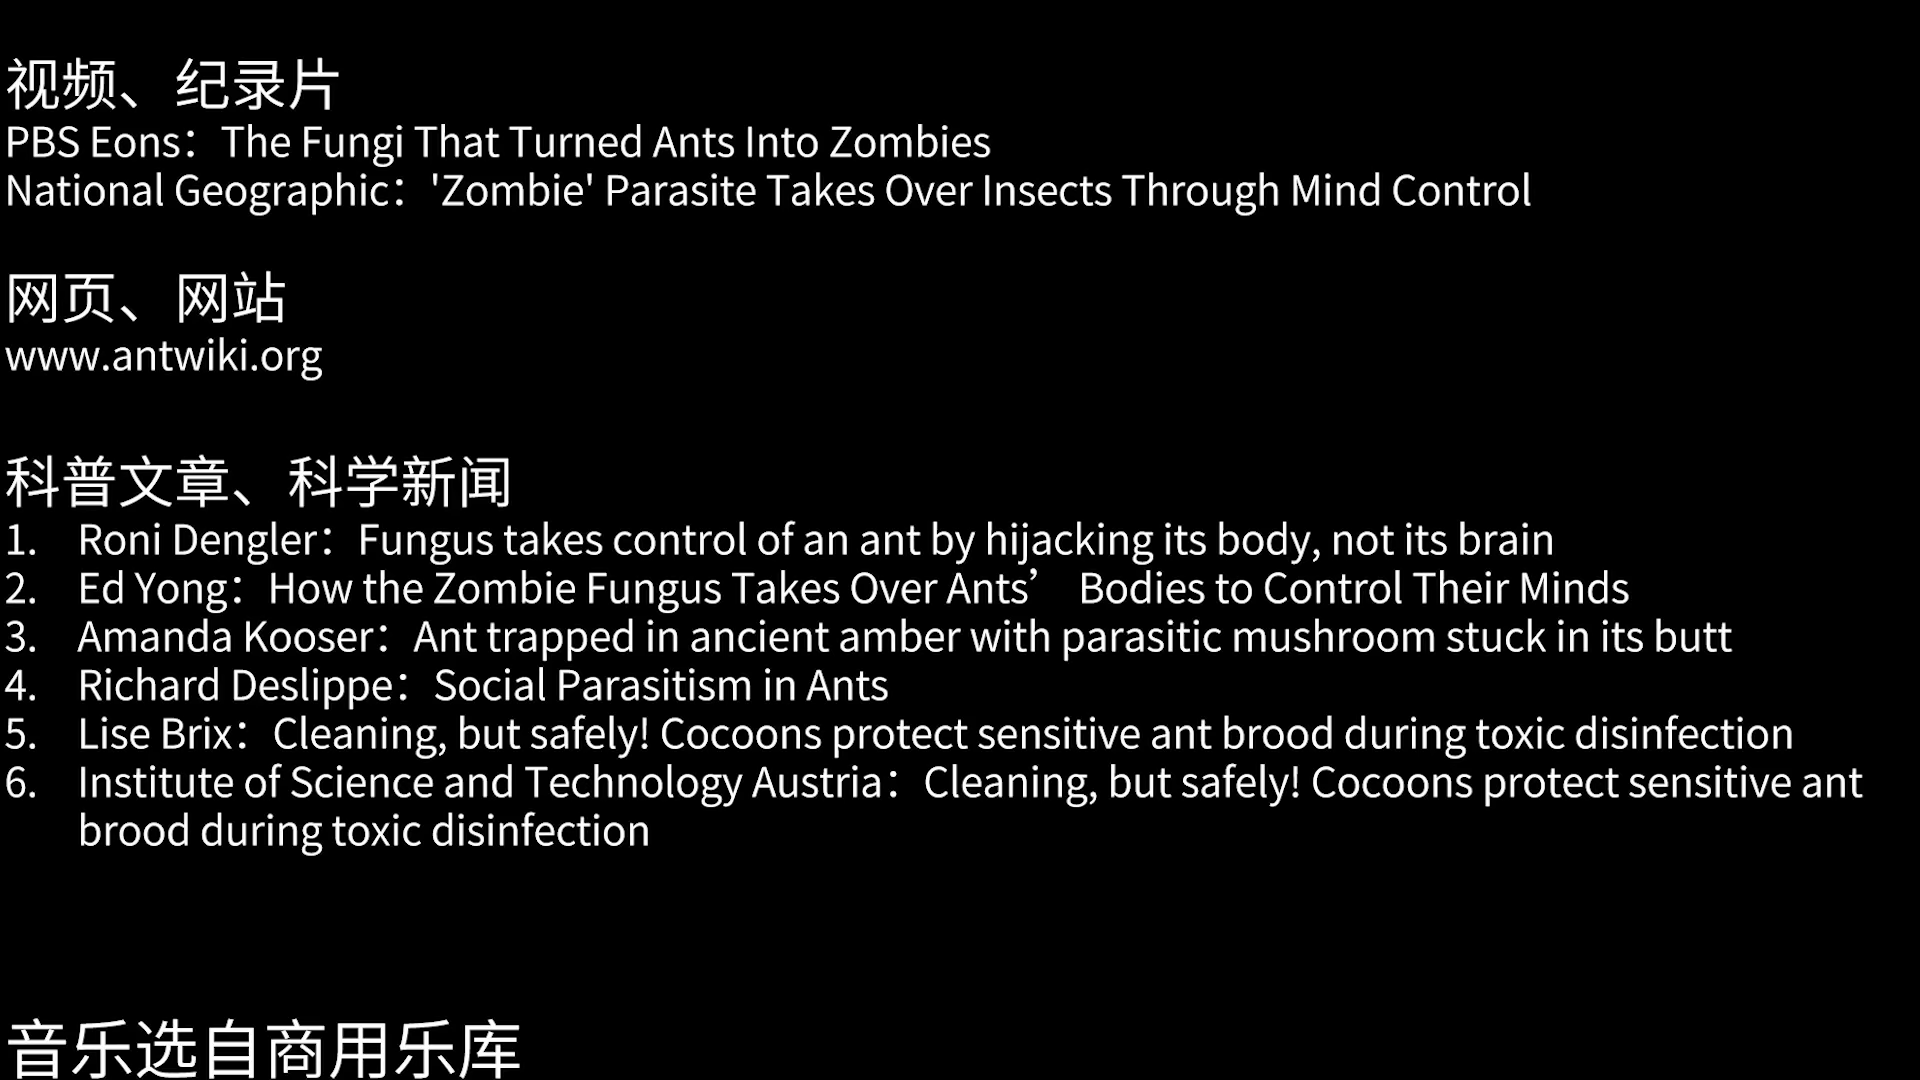 视频、纪录片
PBS Eons：The Fungi That Turned Ants Into Zombies
National Geographic：'Zombie' Parasite Takes Over Insects Through Mind Control
网页、网站
www.antwiki.org
科普文章、科学新闻
1. Roni Dengler：Fungus takes control of an ant by hijacking its body, not its brain
2. Ed Yong：How the Zombie Fungus Takes Over Ants’ Bodies to Control Their Minds
3. Amanda Kooser：Ant trapped in ancient amber with parasitic mushroom stuck in its butt
4. Richard Deslippe：Social Parasitism in Ants
5. Lise Brix：Cleaning, but safely! Cocoons protect sensitive ant brood during toxic disinfection
6. Institute of Science and Technology Austria：Cleaning, but safely! Cocoons protect sensitive ant
brood during toxic disinfection
音乐选自商用乐库